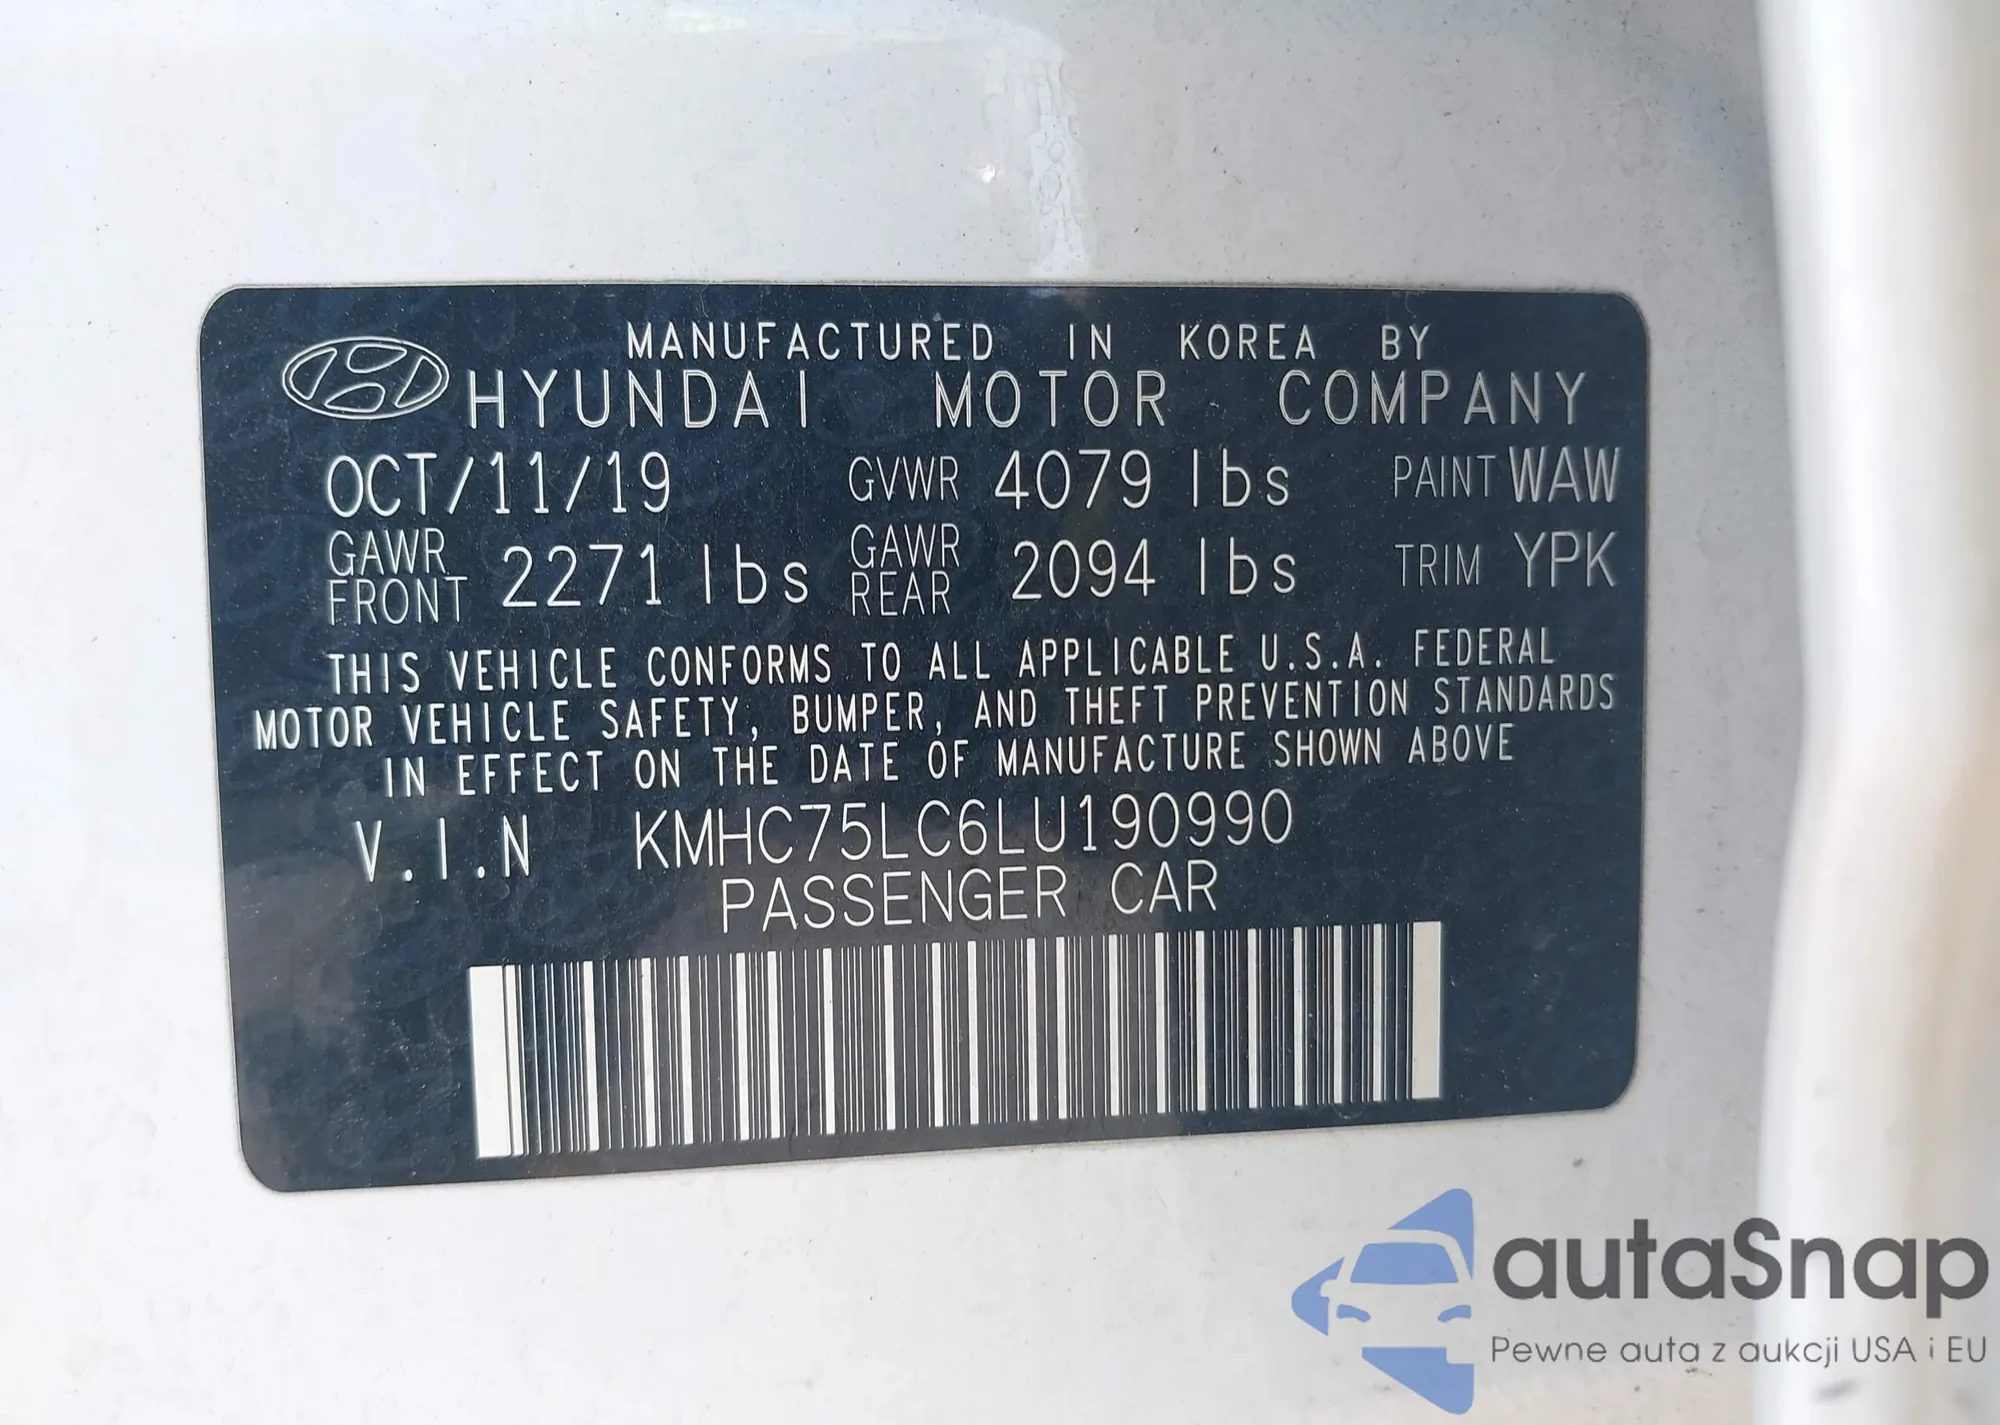 MANUFACTURED IN KOREA BY
HYUNDAI MOTOR COMPANY
OCT/11/19 GVWR 4079 lbs PAINT WAW
GAWR FRONT 2271 lbs GAWR REAR 2094 lbs TRIM YPK
THIS VEHICLE CONFORMS TO ALL APPLICABLE U.S.A. FEDERAL
MOTOR VEHICLE SAFETY, BUMPER, AND THEFT PREVENTION STANDARDS
IN EFFECT ON THE DATE OF MANUFACTURE SHOWN ABOVE
V.I.N KMHC75LC6LU190990
PASSENGER CAR
autaSnap
Pewne auta z aukcji USA i EU